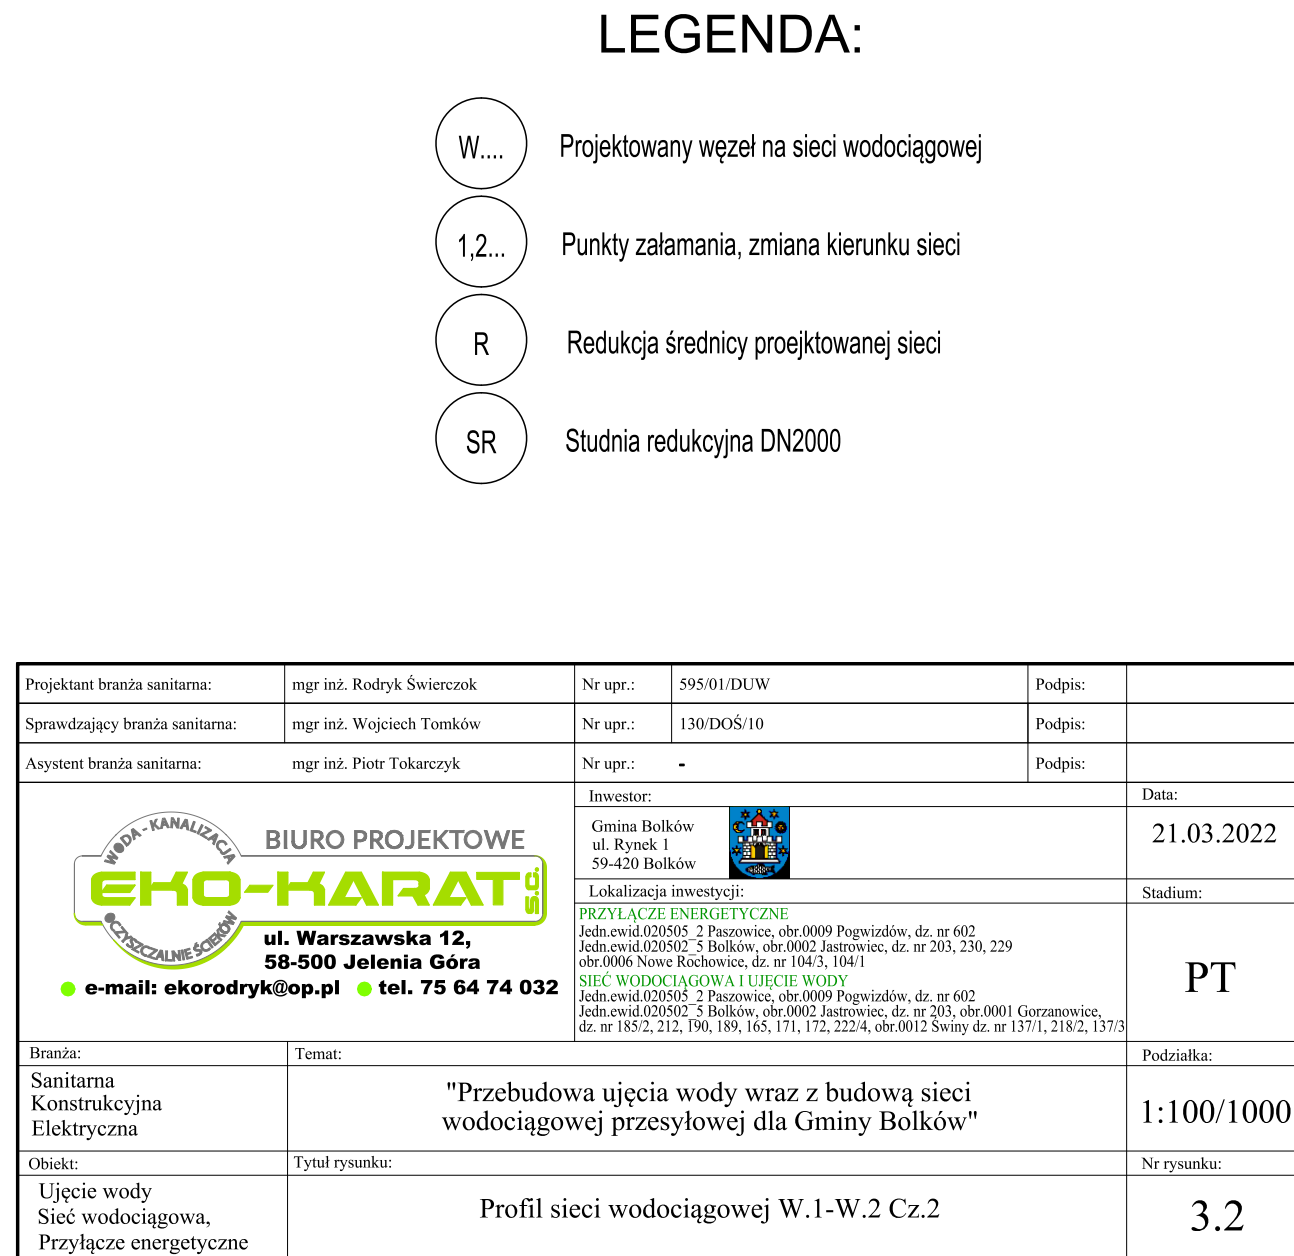 LEGENDA:
W.... Projektowany węzeł na sieci wodociągowej
1,2... Punkty załamania, zmiana kierunku sieci
R Redukcja średnicy proejktowanej sieci
SR Studnia redukcyjna DN2000
Projektant branża sanitarna: mgr inż. Rodryk Świerczok Nr upr.: 595/01/DUW Podpis:
Sprawdzający branża sanitarna: mgr inż. Wojciech Tomków Nr upr.: 130/DOŚ/10 Podpis:
Asystent branża sanitarna: mgr inż. Piotr Tokarczyk Nr upr.: - Podpis:
WODA - KANALIZACJA
BIURO PROJEKTOWE
EKO-KARAT s.c.
OCZYSZCZALNIE ŚCIEKÓW
ul. Warszawska 12,
58-500 Jelenia Góra
e-mail: ekorodryk@op.pl tel. 75 64 74 032
Inwestor:
Gmina Bolków
ul. Rynek 1
59-420 Bolków
Data:
21.03.2022
Lokalizacja inwestycji:
PRZYŁĄCZE ENERGETYCZNE
Jedn.ewid.020505_2 Paszowice, obr.0009 Pogwizdów, dz. nr 602
Jedn.ewid.020502_5 Bolków, obr.0002 Jastrowiec, dz. nr 203, 230, 229
obr.0006 Nowe Rochowice, dz. nr 104/3, 104/1
SIEĆ WODOCIĄGOWA I UJĘCIE WODY
Jedn.ewid.020505_2 Paszowice, obr.0009 Pogwizdów, dz. nr 602
Jedn.ewid.020502_5 Bolków, obr.0002 Jastrowiec, dz. nr 203, obr.0001 Gorzanowice,
dz. nr 185/2, 212, 190, 189, 165, 171, 172, 222/4, obr.0012 Świny dz. nr 137/1, 218/2, 137/3
Stadium:
PT
Branża:
Sanitarna
Konstrukcyjna
Elektryczna
Temat:
"Przebudowa ujęcia wody wraz z budową sieci
wodociągowej przesyłowej dla Gminy Bolków"
Podziałka:
1:100/1000
Obiekt:
Ujęcie wody
Sieć wodociągowa,
Przyłącze energetyczne
Tytuł rysunku:
Profil sieci wodociągowej W.1-W.2 Cz.2
Nr rysunku:
3.2